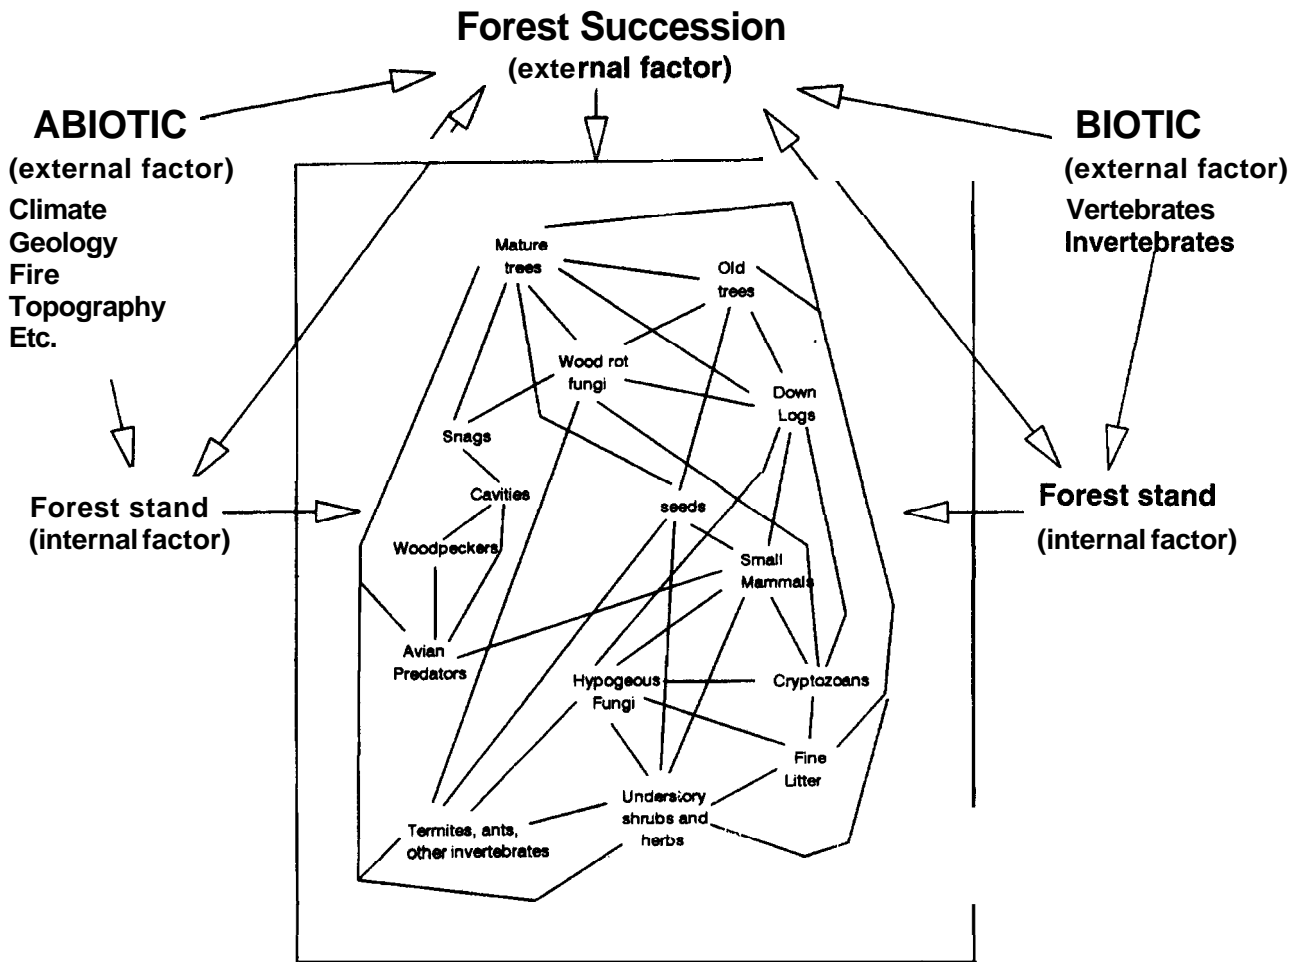 Forest Succession
(external factor)
ABIOTIC
(external factor)
Climate
Geology
Fire
Topography
Etc.
BIOTIC
(external factor)
Vertebrates
Invertebrates
Mature
trees
Old
trees
Wood rot
fungi
Down
Logs
Snags
Cavities
seeds
Woodpeckers
Small
Mammals
Avian
Predators
Hypogeous
Fungi
Cryptozoans
Fine
Litter
Understory
shrubs and
herbs
Termites, ants,
other invertebrates
Forest stand
(internal factor)
Forest stand
(internal factor)